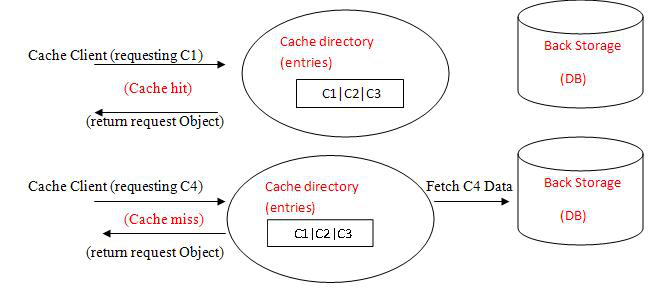 Cache directory
(entries)
Back Storage
(DB)
Cache Client (requesting C1)
(Cache hit)
C1|C2|C3
(return request Object)
Cache Client (requesting C4)
Cache directory
(entries)
Fetch C4 Data
Back Storage
(DB)
(Cache miss)
C1|C2|C3
(return request Object)